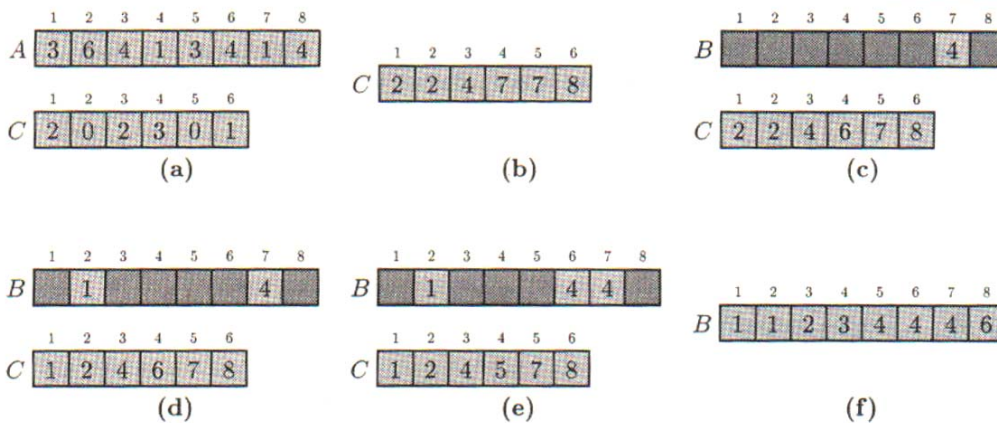 1 2 3 4 5 6 7 8
A 3 6 4 1 3 4 1 4
1 2 3 4 5 6
C 2 0 2 3 0 1
(a)
1 2 3 4 5 6
C 2 2 4 7 7 8
(b)
1 2 3 4 5 6 7 8
B 4
1 2 3 4 5 6
C 2 2 4 6 7 8
(c)
1 2 3 4 5 6 7 8
B 1 4
1 2 3 4 5 6
C 1 2 4 6 7 8
(d)
1 2 3 4 5 6 7 8
B 1 4 4
1 2 3 4 5 6
C 1 2 4 5 7 8
(e)
1 2 3 4 5 6 7 8
B 1 1 2 3 4 4 4 6
(f)